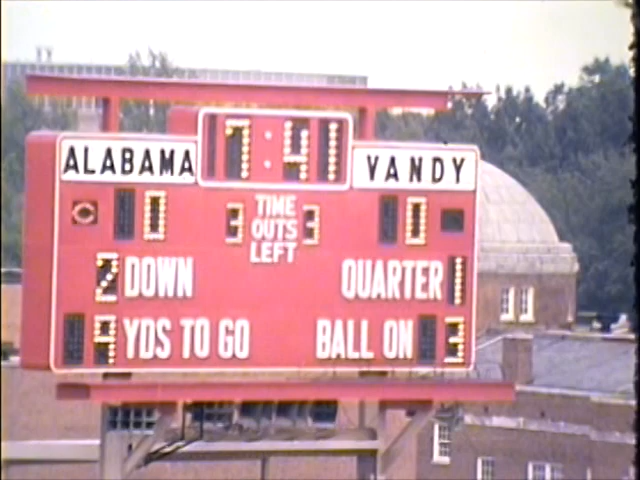 7:41
ALABAMA VANDY
0 3 TIME OUTS LEFT 3 0
2 DOWN QUARTER 1
9 YDS TO GO BALL ON